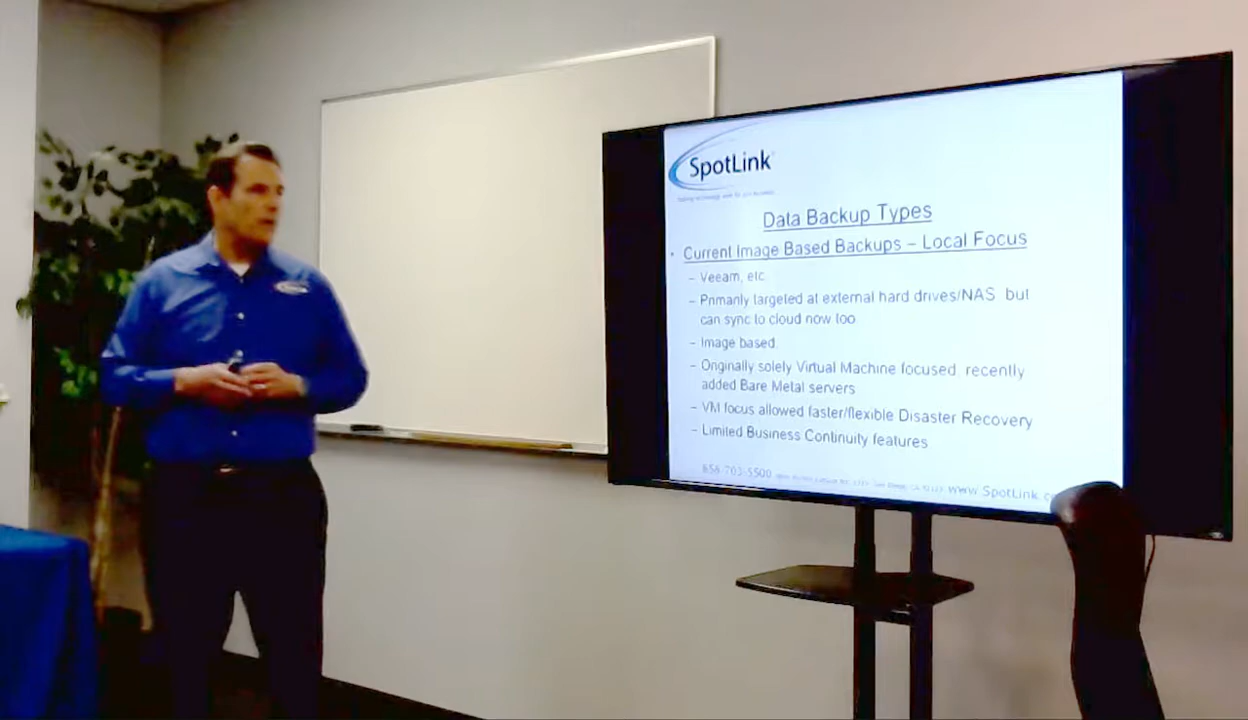 SpotLink
Data Backup Types
• Current Image Based Backups – Local Focus
– Veeam, etc
– Primarily targeted at external hard drives/NAS but
can sync to cloud now too
– Image based
– Originally solely Virtual Machine focused, recently
added Bare Metal servers
– VM focus allowed faster/flexible Disaster Recovery
– Limited Business Continuity features
858-703-5500 www.SpotLink.c